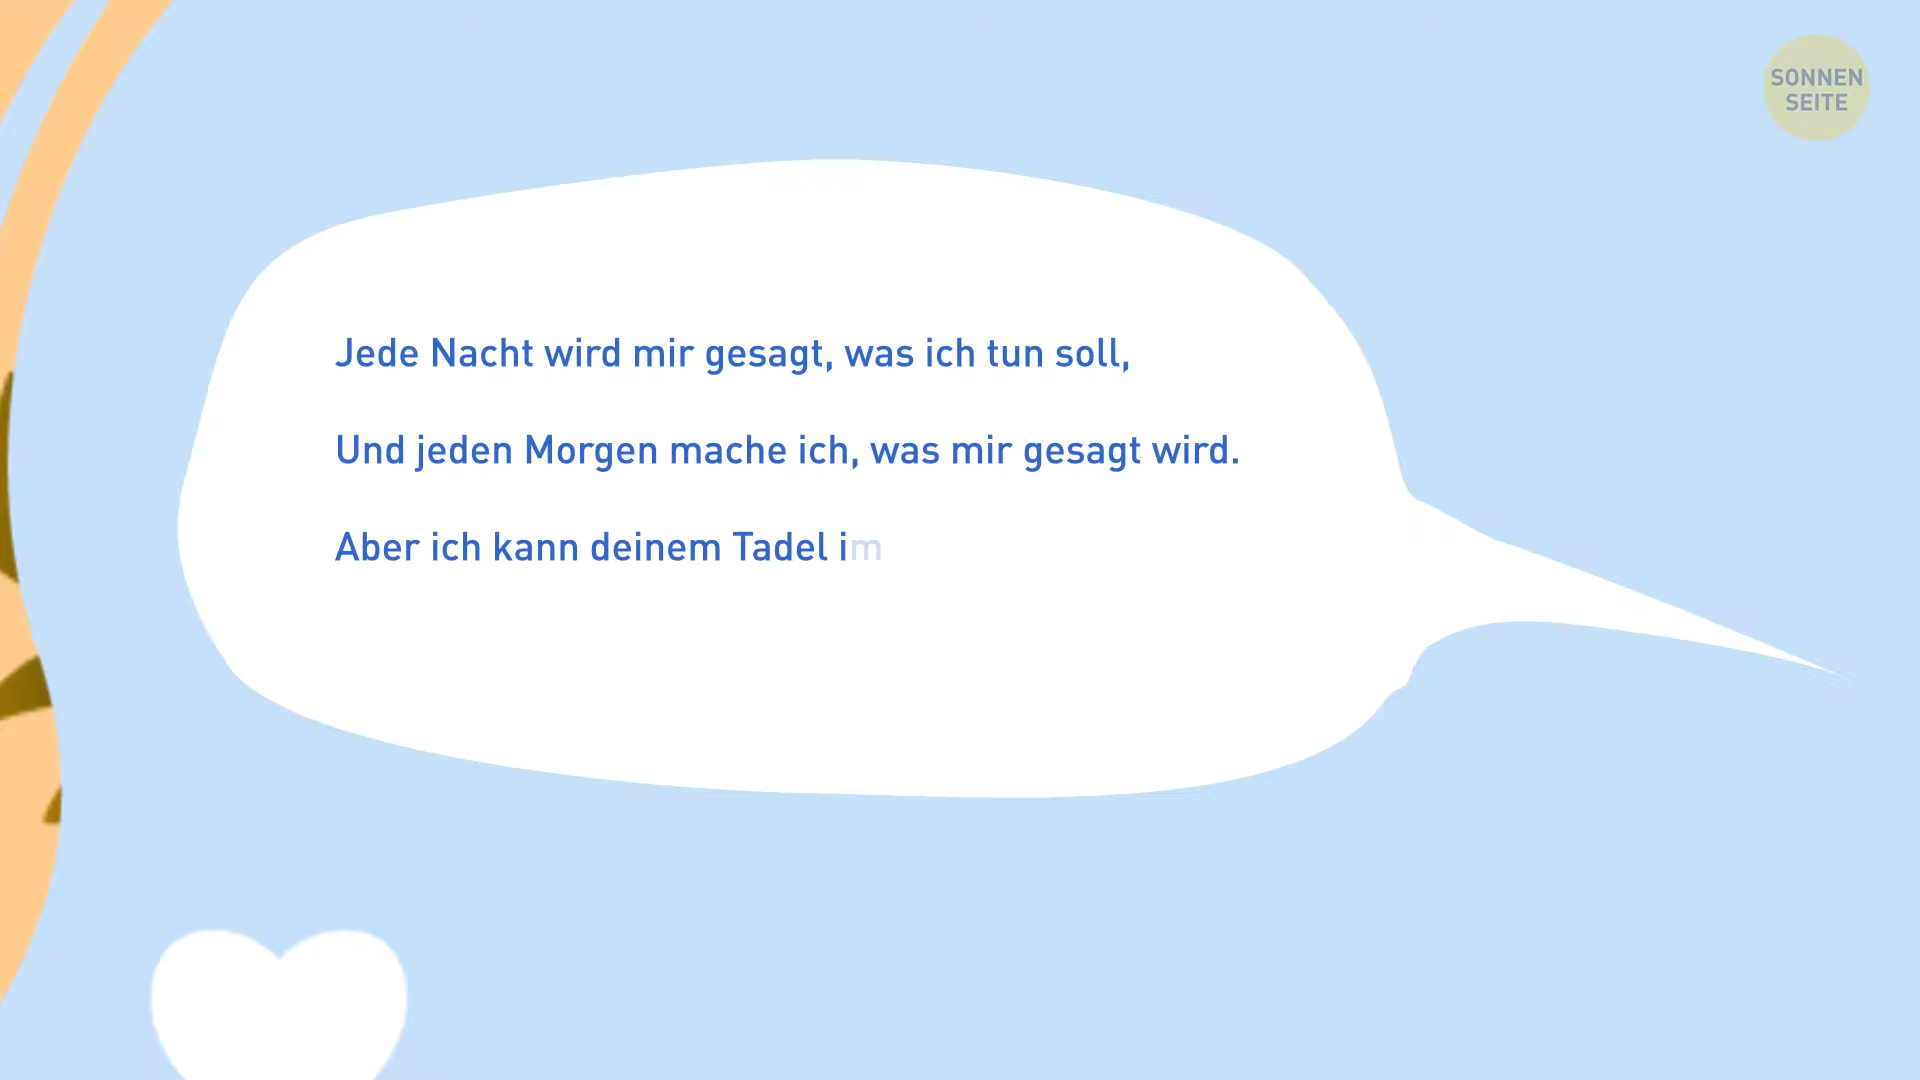 SONNEN
SEITE
Jede Nacht wird mir gesagt, was ich tun soll,
Und jeden Morgen mache ich, was mir gesagt wird.
Aber ich kann deinem Tadel im